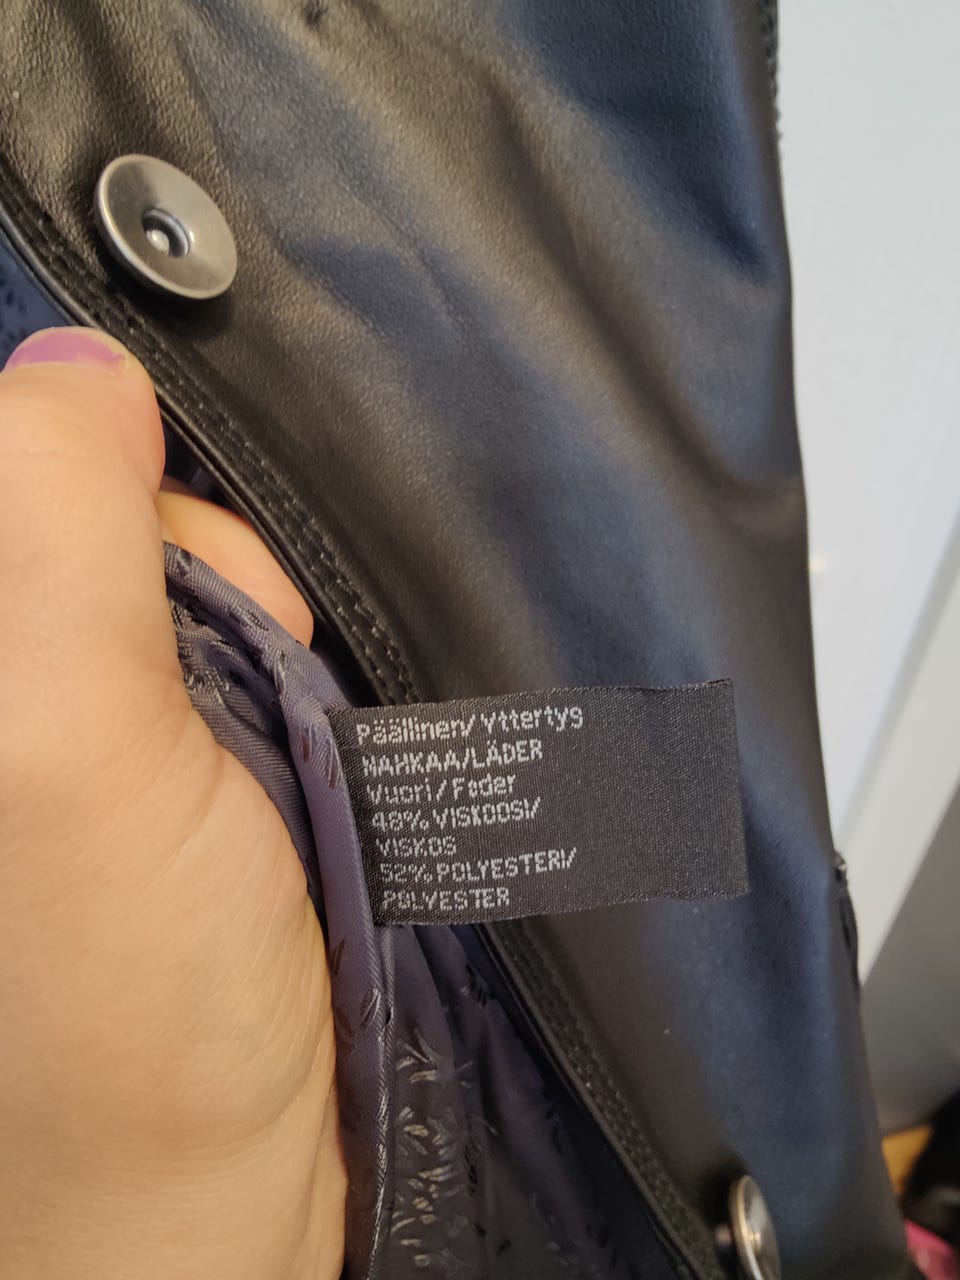 Päällinen/Yttertyg
NAHKAA/LÄDER
Vuori/Foder
48% VISKOOSI/
VISKOS
52% POLYESTERI/
POLYESTER